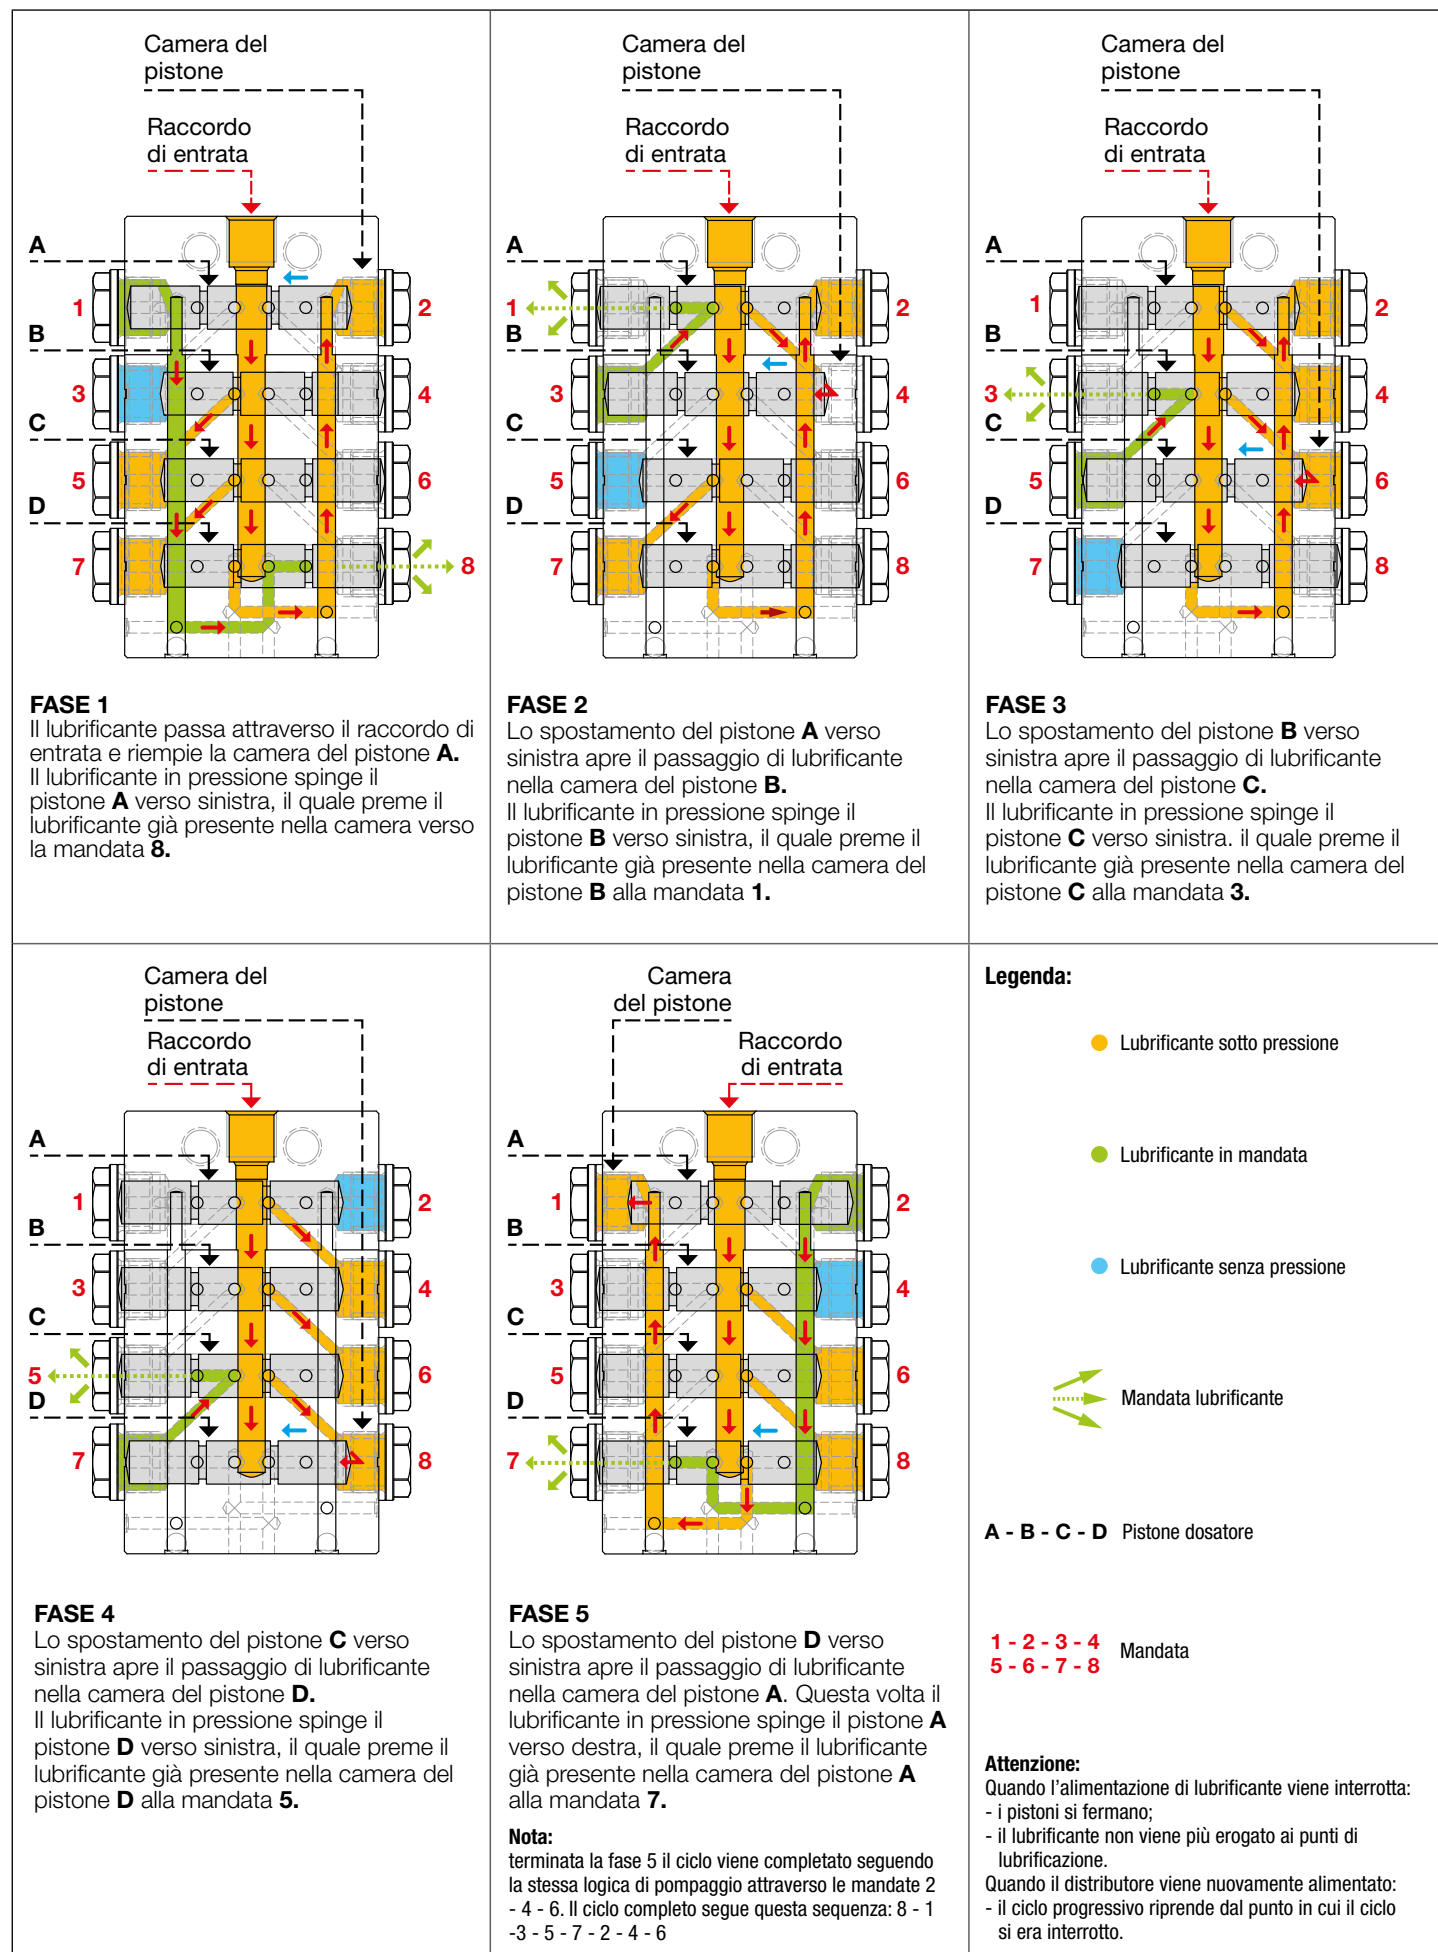 Camera del
pistone
Raccordo
di entrata
A
B
C
D
1
2
3
4
5
6
7
8
FASE 1
Il lubrificante passa attraverso il raccordo di
entrata e riempie la camera del pistone A.
Il lubrificante in pressione spinge il
pistone A verso sinistra, il quale preme il
lubrificante già presente nella camera verso
la mandata 8.
Camera del
pistone
Raccordo
di entrata
A
B
C
D
1
2
3
4
5
6
7
8
FASE 2
Lo spostamento del pistone A verso
sinistra apre il passaggio di lubrificante
nella camera del pistone B.
Il lubrificante in pressione spinge il
pistone B verso sinistra, il quale preme il
lubrificante già presente nella camera del
pistone B alla mandata 1.
Camera del
pistone
Raccordo
di entrata
A
B
C
D
1
2
3
4
5
6
7
8
FASE 3
Lo spostamento del pistone B verso
sinistra apre il passaggio di lubrificante
nella camera del pistone C.
Il lubrificante in pressione spinge il
pistone C verso sinistra. il quale preme il
lubrificante già presente nella camera del
pistone C alla mandata 3.
Camera del
pistone
Raccordo
di entrata
A
B
C
D
1
2
3
4
5
6
7
8
FASE 4
Lo spostamento del pistone C verso
sinistra apre il passaggio di lubrificante
nella camera del pistone D.
Il lubrificante in pressione spinge il
pistone D verso sinistra, il quale preme il
lubrificante già presente nella camera del
pistone D alla mandata 5.
Camera
del pistone
Raccordo
di entrata
A
B
C
D
1
2
3
4
5
6
7
8
FASE 5
Lo spostamento del pistone D verso
sinistra apre il passaggio di lubrificante
nella camera del pistone A. Questa volta il
lubrificante in pressione spinge il pistone A
verso destra, il quale preme il lubrificante
già presente nella camera del pistone A
alla mandata 7.
Nota:
terminata la fase 5 il ciclo viene completato seguendo
la stessa logica di pompaggio attraverso le mandate 2
- 4 - 6. Il ciclo completo segue questa sequenza: 8 - 1
-3 - 5 - 7 - 2 - 4 - 6
Legenda:
Lubrificante sotto pressione
Lubrificante in mandata
Lubrificante senza pressione
Mandata lubrificante
A - B - C - D Pistone dosatore
1 - 2 - 3 - 4
5 - 6 - 7 - 8
Mandata
Attenzione:
Quando l'alimentazione di lubrificante viene interrotta:
- i pistoni si fermano;
- il lubrificante non viene più erogato ai punti di
lubrificazione.
Quando il distributore viene nuovamente alimentato:
- il ciclo progressivo riprende dal punto in cui il ciclo
si era interrotto.